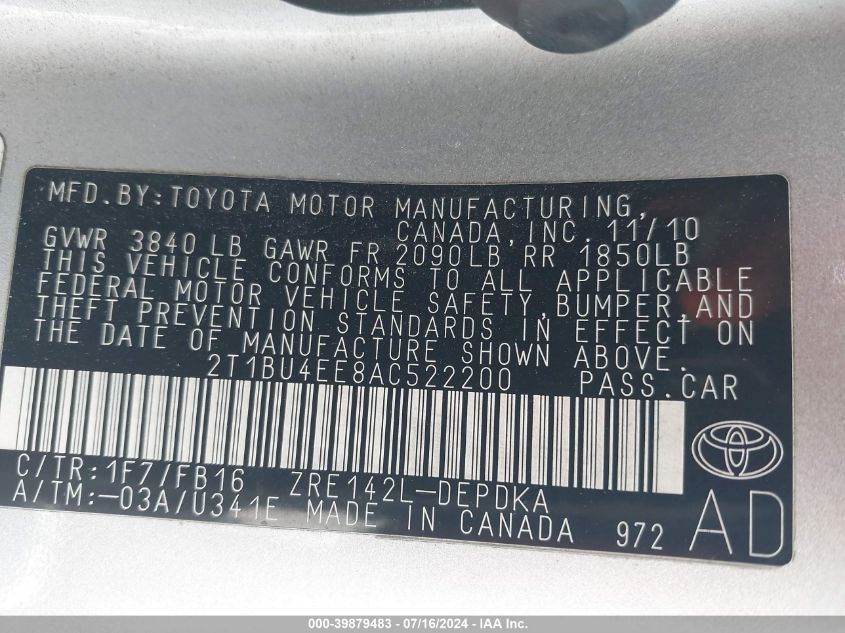 MFD.BY:TOYOTA MOTOR MANUFACTURING,
CANADA,INC. 11/10
GVWR 3840 LB GAWR FR 2090LB RR 1850LB
THIS VEHICLE CONFORMS TO ALL APPLICABLE
FEDERAL MOTOR VEHICLE SAFETY,BUMPER,AND
THEFT PREVENTION STANDARDS IN EFFECT ON
THE DATE OF MANUFACTURE SHOWN ABOVE.
2T1BU4EE8AC522200 PASS.CAR
C/TR:1F7/FB16 ZRE142L-DEPDKA
A/TM:-03A/U341E MADE IN CANADA 972 AD
000-39879483 - 07/16/2024 - IAA Inc.